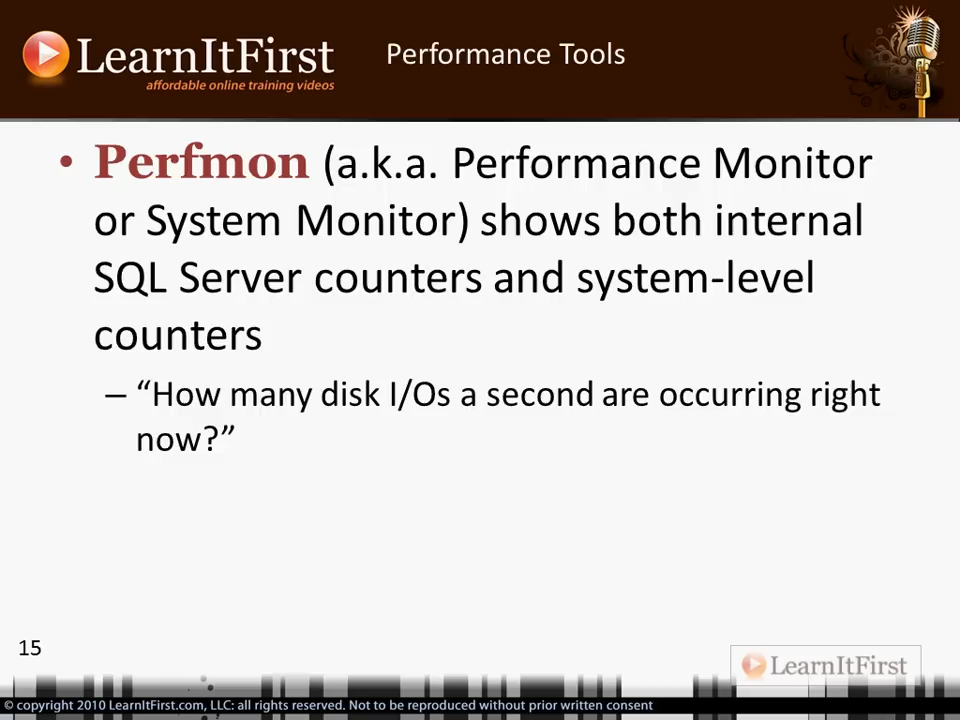 LearnItFirst
affordable online training videos
Performance Tools
• Perfmon (a.k.a. Performance Monitor
or System Monitor) shows both internal
SQL Server counters and system-level
counters
– “How many disk I/Os a second are occurring right
now?”
15
LearnItFirst
© copyright 2010 LearnItFirst.com, LLC: all rights reserved. Not to be reproduced without prior written consent